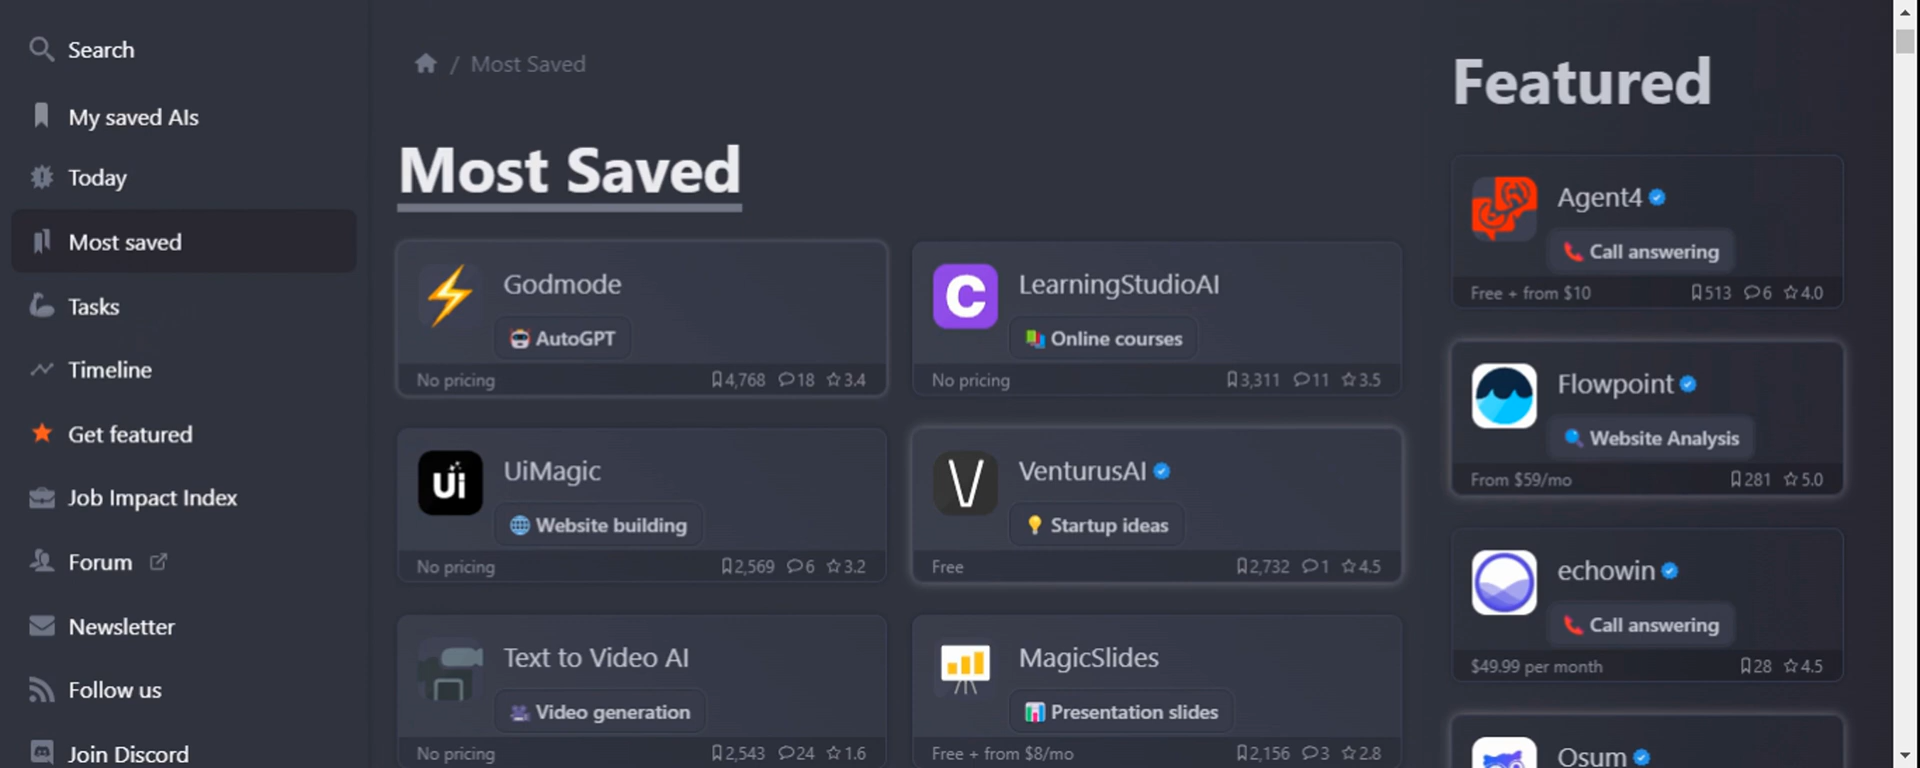 Search
My saved AIs
Today
Most saved
Tasks
Timeline
Get featured
Job Impact Index
Forum
Newsletter
Follow us
Join Discord
/ Most Saved
Most Saved
Godmode
AutoGPT
No pricing 4,768 18 3.4
LearningStudioAI
Online courses
No pricing 3,311 11 3.5
Ui
UiMagic
Website building
No pricing 2,569 6 3.2
VenturusAI
Startup ideas
Free 2,732 1 4.5
Text to Video AI
Video generation
No pricing 2,543 24 1.6
MagicSlides
Presentation slides
Free + from $8/mo 2,156 3 2.8
Featured
Agent4
Call answering
Free + from $10 513 6 4.0
Flowpoint
Website Analysis
From $59/mo 281 5.0
echowin
Call answering
$49.99 per month 28 4.5
Osum